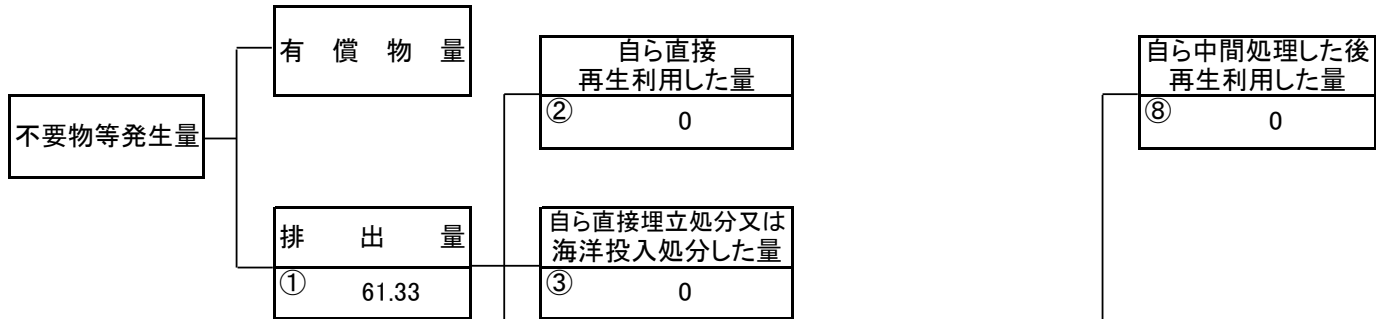 有償物量
自ら直接
再生利用した量
② 0
自ら中間処理した後
再生利用した量
⑧ 0
不要物等発生量
排出量
① 61.33
自ら直接埋立処分又は
海洋投入処分した量
③ 0